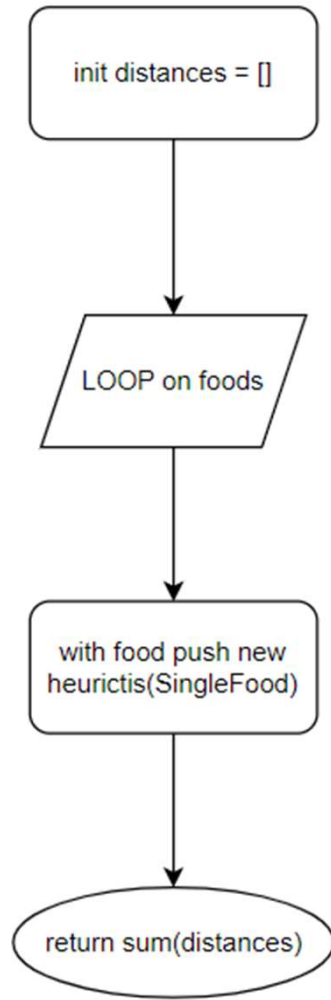 init distances = []
LOOP on foods
with food push new
heurictis(SingleFood)
return sum(distances)